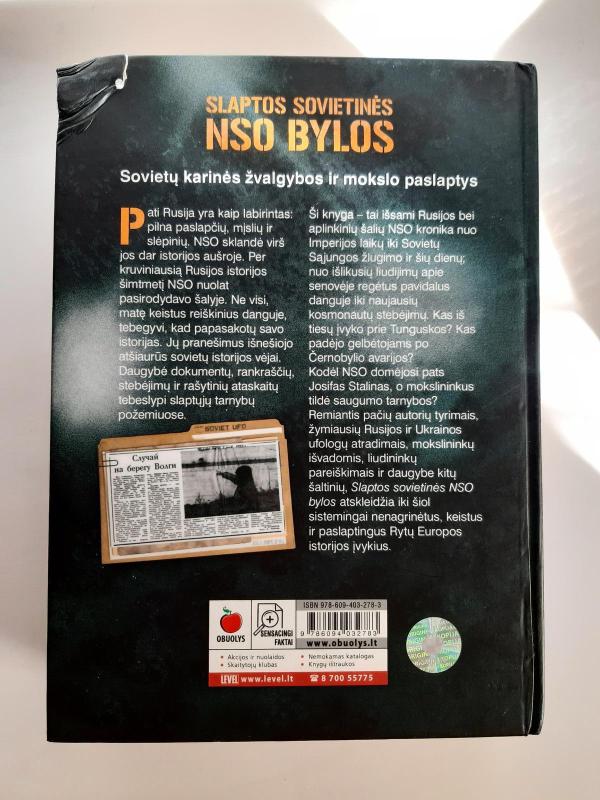 SLAPTOS SOVIETINĖS
NSO BYLOS
Sovietų karinės žvalgybos ir mokslo paslaptys
Pati Rusija yra kaip labirintas:
pilna paslapčių, mįslių ir
slėpinių. NSO sklandė virš
jos dar istorijos aušroje. Per
kruviniausią Rusijos istorijos
šimtmetį NSO nuolat
pasirodydavo šalyje. Ne visi,
matę keistus reiškinius danguje,
tebegyvi, kad papasakotų savo
istorijas. Jų pranešimus išnešiojo
atšiaurūs sovietų istorijos vėjai.
Daugybė dokumentų, rankraščių,
stebėjimų ir rašytinių ataskaitų
tebeslypi slaptųjų tarnybų
požemiuose.
SOVIET UFO
Случай
на берегу Волги
Ši knyga – tai išsami Rusijos bei
aplinkinių šalių NSO kronika nuo
Imperijos laikų iki Sovietų
Sąjungos žlugimo ir šių dienų;
nuo išlikusių liudijimų apie
senovėje regėtus pavidalus
danguje iki naujausių
kosmonautų stebėjimų. Kas iš
tiesų įvyko prie Tunguskos? Kas
padėjo gelbėtojams po
Černobylio avarijos?
Kodėl NSO domėjosi pats
Josifas Stalinas, o mokslininkus
tildė saugumo tarnybos?
Remiantis pačių autorių tyrimais,
žymiausių Rusijos ir Ukrainos
ufologų atradimais, mokslininkų
išvadomis, liudininkų
pareiškimais ir daugybe kitų
šaltinių, Slaptos sovietinės NSO
bylos atskleidžia iki šiol
sistemingai nenagrinėtus, keistus
ir paslaptingus Rytų Europos
istorijos įvykius.
OBUOLYS
SENSACINGI
FAKTAI
ISBN 978-609-403-278-3
9 786094 032783
www.obuolys.lt
• Akcijos ir nuolaidos
• Skaitytojų klubas
• Nemokamas katalogas
• Knygų ištraukos
LEVEL www.level.lt
☎ 8 700 55775